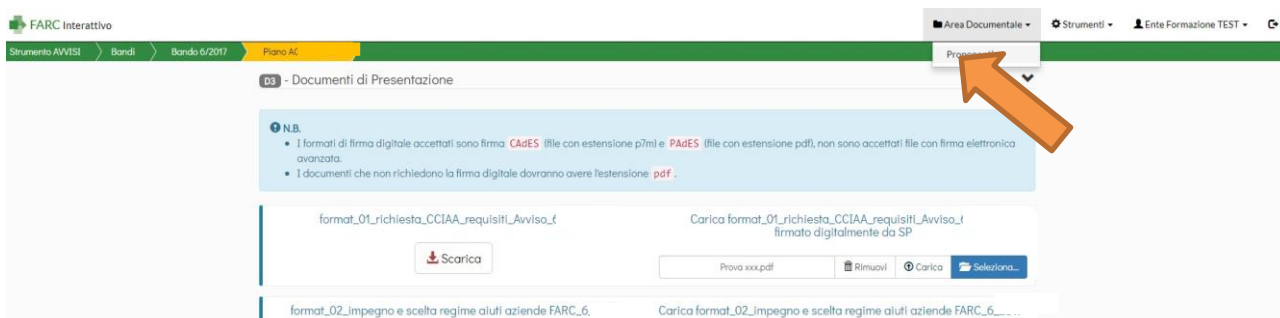 FARC Interattivo
Area Documentale
Strumenti
Ente Formazione TEST
Strumento AVVISI
Bandi
Bando 6/2017
Piano
D3 - Documenti di Presentazione
N.B.
I formati di firma digitale accettati sono firma CAdES (file con estensione p7m) e PAdES (file con estensione pdf), non sono accettati file con firma elettronica
avanzata.
I documenti che non richiedono la firma digitale dovranno avere l'estensione pdf .
format_01_richiesta_CCIAA_requisiti_Avviso_6
Scarica
Carica format_01_richiesta_CCIAA_requisiti_Avviso_
firmato digitalmente da SP
Prova xxx.pdf
Rimuovi
Carica
Seleziona...
format_02_impegno e scelta regime aiuti aziende FARC_6_
Carica format_02_impegno e scelta regime aiuti aziende FARC_6_